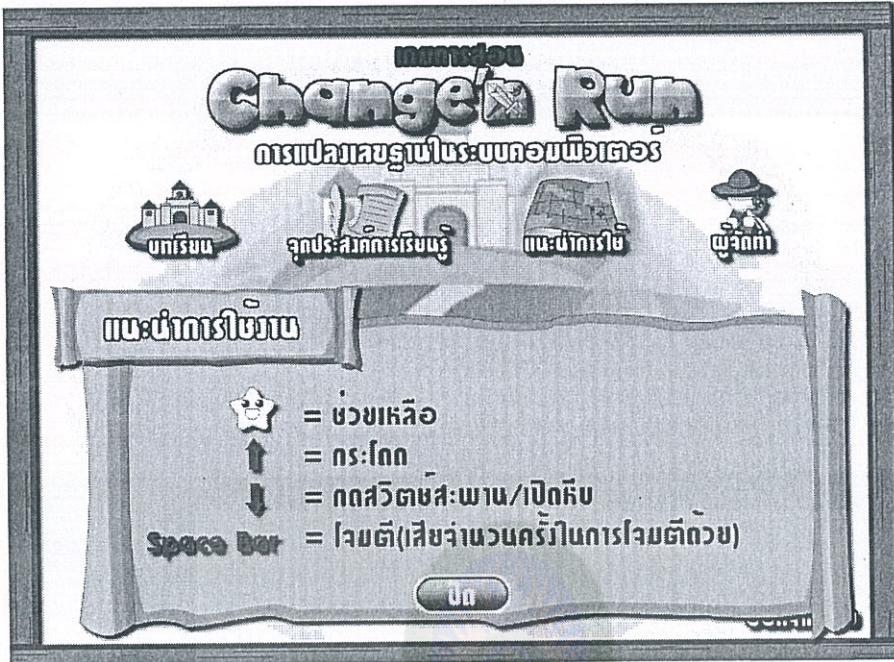 เกมการสอน
Change'n Run
การแปลงเลขฐานในระบบคอมพิวเตอร์
บทเรียน จุดประสงค์การเรียนรู้ แนะนำการใช้ ผู้จัดทำ
แนะนำการใช้งาน
= ช่วยเหลือ
= กระโดด
= กดสวิตช์สะพาน/เปิดหีบ
Space Bar = โจมตี(เสียจำนวนครั้งในการโจมตีด้วย)
ปิด